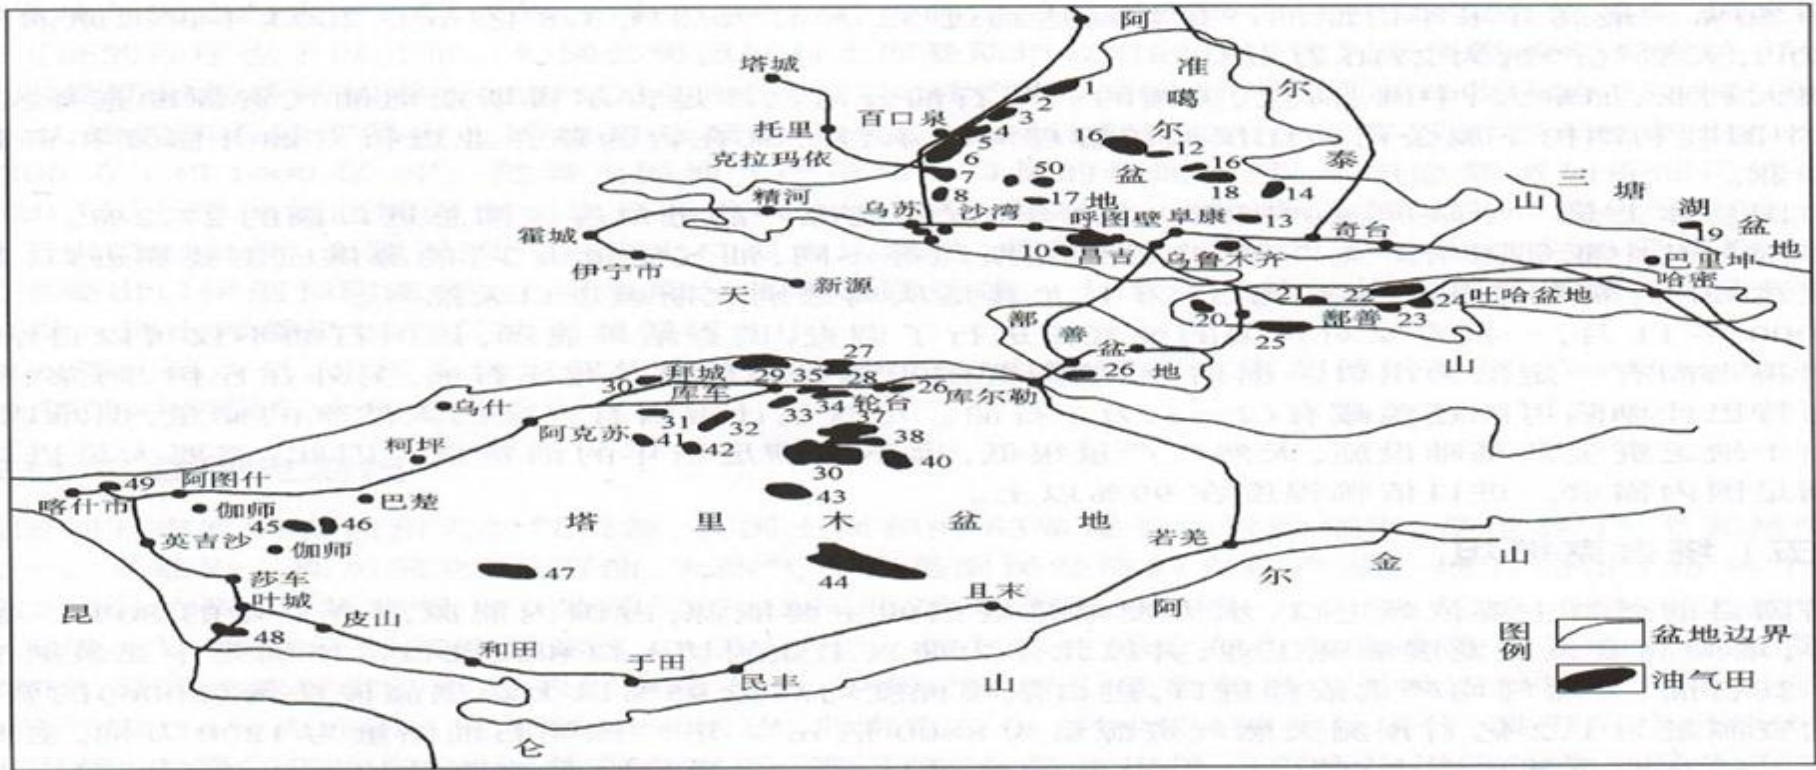 阿
塔城
准
噶
尔
盆
地
尔
泰
山
1
2
3
百口泉
4
托里
5
16
12
克拉玛依
6
16
7
50
18
14
8
17
三
塘
湖
盆
地
精河
乌苏
沙湾
呼图壁
阜康
13
奇台
19
霍城
10
昌吉
乌鲁木齐
巴里坤
伊宁市
哈密
天
新源
21
22
24
吐哈盆地
20
鄯善
23
鄯
善
盆
地
25
山
26
27
30
拜城
29
35
28
26
库尔勒
库车
34
轮台
33
37
乌什
31
32
阿克苏
41
42
38
柯坪
30
40
49
阿图什
43
喀什市
伽师
巴楚
45
46
塔里木盆地
英吉沙
伽师
若羌
47
44
莎车
且末
叶城
48
皮山
和田
于田
民丰
昆
仑
山
阿
尔
金
山
图例
盆地边界
油气田